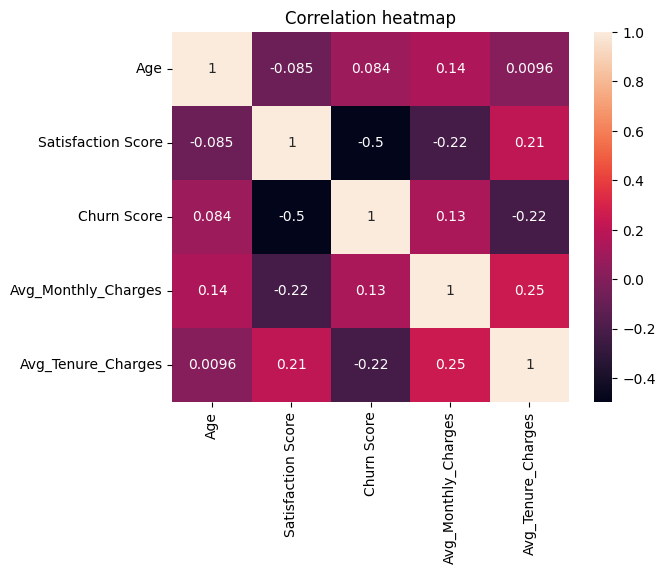 Correlation heatmap
Age 1 -0.085 0.084 0.14 0.0096
Satisfaction Score -0.085 1 -0.5 -0.22 0.21
Churn Score 0.084 -0.5 1 0.13 -0.22
Avg_Monthly_Charges 0.14 -0.22 0.13 1 0.25
Avg_Tenure_Charges 0.0096 0.21 -0.22 0.25 1
Age
Satisfaction Score
Churn Score
Avg_Monthly_Charges
Avg_Tenure_Charges
1.0
0.8
0.6
0.4
0.2
0.0
−0.2
−0.4